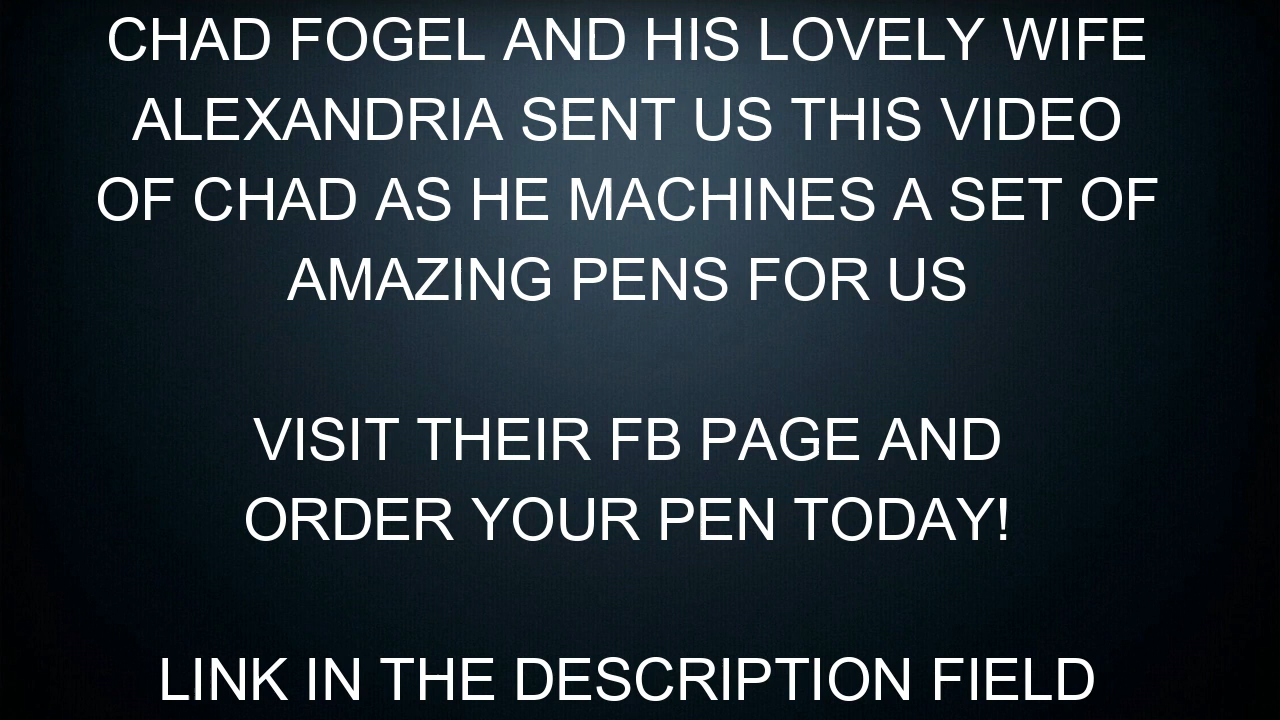 CHAD FOGEL AND HIS LOVELY WIFE
ALEXANDRIA SENT US THIS VIDEO
OF CHAD AS HE MACHINES A SET OF
AMAZING PENS FOR US
VISIT THEIR FB PAGE AND
ORDER YOUR PEN TODAY!
LINK IN THE DESCRIPTION FIELD